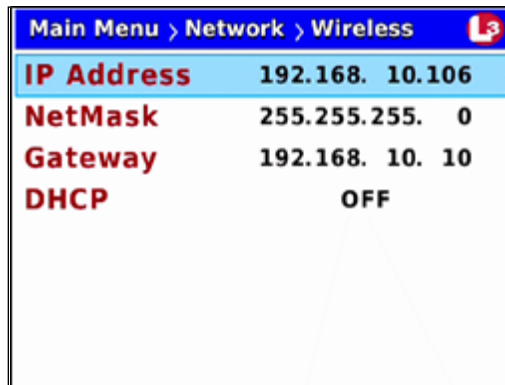 Main Menu > Network > Wireless L3
IP Address 192.168. 10.106
NetMask 255.255.255. 0
Gateway 192.168. 10. 10
DHCP OFF